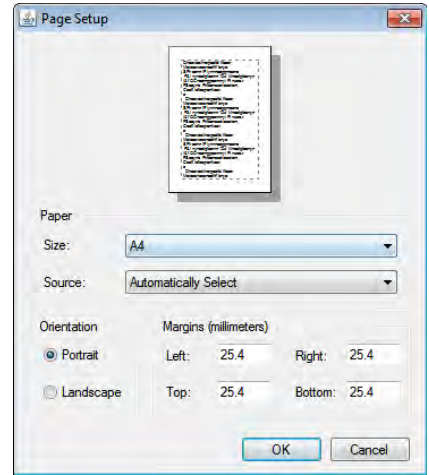 Page Setup
Paper
Size: A4
Source: Automatically Select
Orientation Margins (millimeters)
Portrait Left: 25.4 Right: 25.4
Landscape Top: 25.4 Bottom: 25.4
OK Cancel